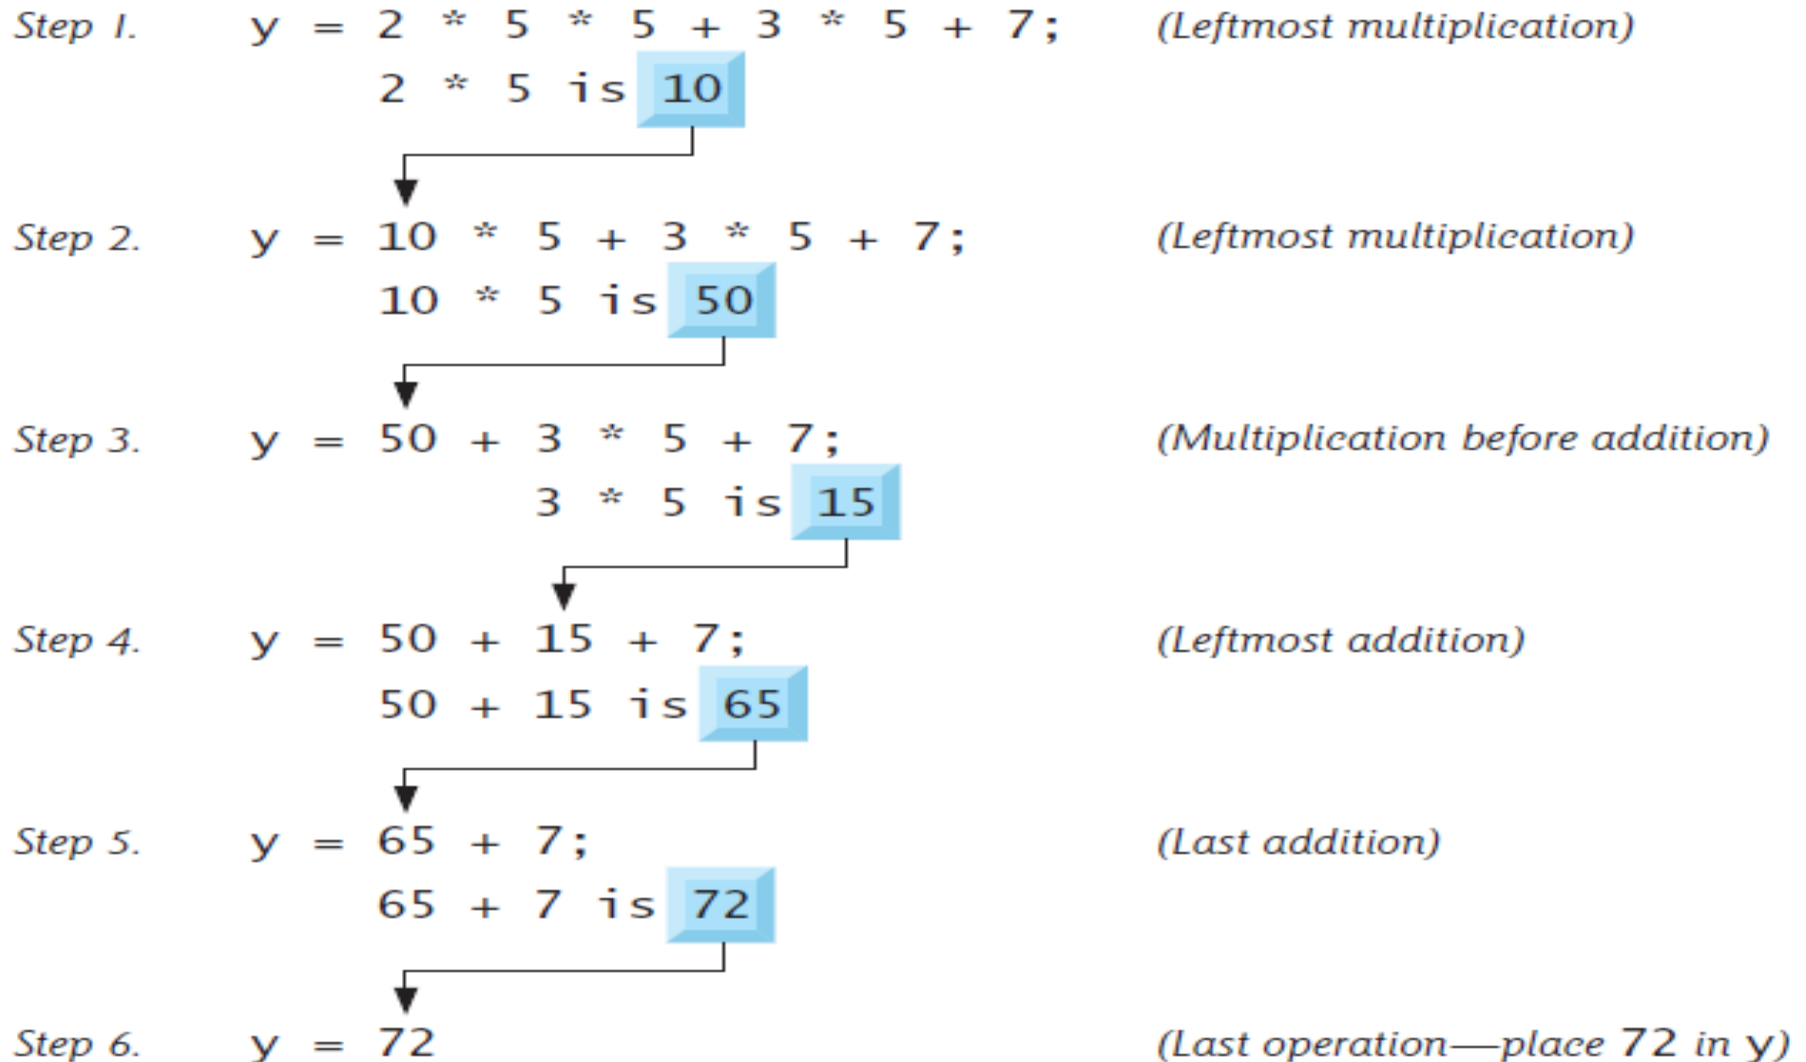 Step 1. y = 2 * 5 * 5 + 3 * 5 + 7; (Leftmost multiplication)
2 * 5 is 10
Step 2. y = 10 * 5 + 3 * 5 + 7; (Leftmost multiplication)
10 * 5 is 50
Step 3. y = 50 + 3 * 5 + 7; (Multiplication before addition)
3 * 5 is 15
Step 4. y = 50 + 15 + 7; (Leftmost addition)
50 + 15 is 65
Step 5. y = 65 + 7; (Last addition)
65 + 7 is 72
Step 6. y = 72 (Last operation—place 72 in y)